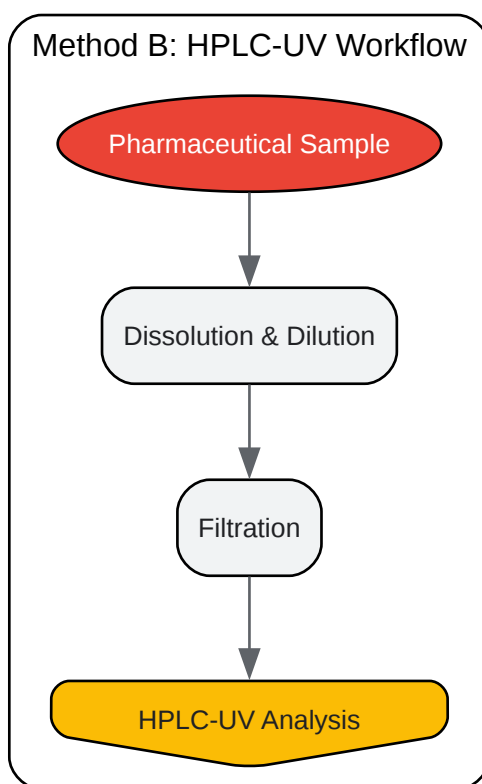 Method B: HPLC-UV Workflow
Pharmaceutical Sample
Dissolution & Dilution
Filtration
HPLC-UV Analysis